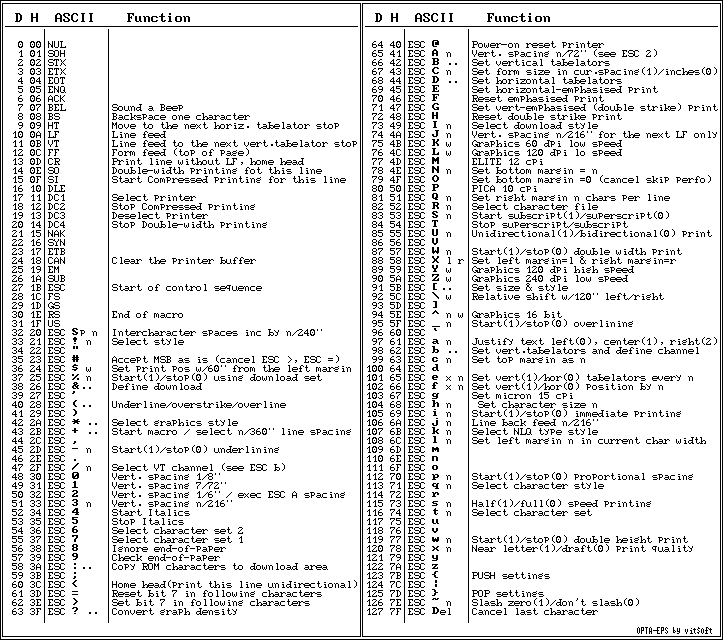 D H ASCII Function
0 00 NUL
1 01 SOH
2 02 STX
3 03 ETX
4 04 EOT
5 05 ENQ
6 06 ACK
7 07 BEL Sound a BeeP
8 08 BS BacksPace one character
9 09 HT Move to the next horiz. tabelator stoP
10 0A LF Line feed
11 0B VT Line feed to the next vert.tabelator stoP
12 0C FF Form feed (toP of Page)
13 0D CR Print line without LF, home head
14 0E SO Double-width Printing fot this line
15 0F SI Start ComPressed Printing for this line
16 10 DLE
17 11 DC1 Select Printer
18 12 DC2 StoP ComPressed Printing
19 13 DC3 Deselect Printer
20 14 DC4 StoP Double-width Printing
21 15 NAK
22 16 SYN
23 17 ETB
24 18 CAN Clear the Printer buffer
25 19 EM
26 1A SUB
27 1B ESC Start of control sequence
28 1C FS
29 1D GS
30 1E RS End of macro
31 1F US
32 20 ESC SP n Intercharacter sPaces inc by n/240"
33 21 ESC ! n Select style
34 22 ESC "
35 23 ESC # AccePt MSB as is (cancel ESC >, ESC =)
36 24 ESC $ w Set Print Pos w/60" from the left margin
37 25 ESC % n Start(1)/stoP(0) using download set
38 26 ESC &.. Define download
39 27 ESC '
40 28 ESC (.. Underline/overstrike/overline
41 29 ESC )
42 2A ESC * .. Select graPhics style
43 2B ESC + .. Start macro / select n/360" line sPacing
44 2C ESC ,
45 2D ESC - n Start(1)/stoP(0) underlining
46 2E ESC .
47 2F ESC / n Select VT channel (see ESC b)
48 30 ESC 0 Vert. sPacing 1/8"
49 31 ESC 1 Vert. sPacing 7/72"
50 32 ESC 2 Vert. sPacing 1/6" / exec ESC A sPacing
51 33 ESC 3 n Vert. sPacing n/216"
52 34 ESC 4 Start Italics
53 35 ESC 5 StoP Italics
54 36 ESC 6 Select character set 2
55 37 ESC 7 Select character set 1
56 38 ESC 8 Ignore end-of-PaPer
57 39 ESC 9 Check end-of-PaPer
58 3A ESC :.. CoPy ROM characters to download area
59 3B ESC ;
60 3C ESC < Home head(Print this line unidirectional)
61 3D ESC = Reset bit 7 in following characters
62 3E ESC > Set bit 7 in following characters
63 3F ESC ? .. Convert graPh density
D H ASCII Function
64 40 ESC @ Power-on reset Printer
65 41 ESC A n Vert. sPacing n/72" (see ESC 2)
66 42 ESC B .. Set vertical tabelators
67 43 ESC C n Set form size in cur.sPacing(1)/inches(0)
68 44 ESC D .. Set horizontal tabelators
69 45 ESC E Set horizontal-emPhasised Print
70 46 ESC F Reset emPhasised Print
71 47 ESC G Set vert-emPhasised (double strike) Print
72 48 ESC H Reset double strike Print
73 49 ESC I n Select download style
74 4A ESC J n Vert. sPacing n/216" for the next LF only
75 4B ESC K w GraPhics 60 dPi low sPeed
76 4C ESC L w GraPhics 120 dPi lo sPeed
77 4D ESC M ELITE 12 cPi
78 4E ESC N n Set bottom margin = n
79 4F ESC O Set bottom margin =0 (cancel skiP Perfo)
80 50 ESC P PICA 10 cPi
81 51 ESC Q n Set right margin n chars Per line
82 52 ESC R n Select character file
83 53 ESC S n Start subscriPt(1)/suPerscriPt(0)
84 54 ESC T StoP suPerscriPt/subscriPt
85 55 ESC U n Unidirectional(1)/bidirectional(0) Print
86 56 ESC V
87 57 ESC W n Start(1)/stoP(0) double width Print
88 58 ESC X l r Set left margin=l & right margin=r
89 59 ESC Y w GraPhics 120 dPi high sPeed
90 5A ESC Z w GraPhics 240 dPi low sPeed
91 5B ESC [ .. Set size & style
92 5C ESC \ w Relative shift w/120" left/right
93 5D ESC ]
94 5E ESC ^ n w GraPhics 16 bit
95 5F ESC _ n Start(1)/stoP(0) overlining
96 60 ESC `
97 61 ESC a n Justify text left(0), center(1), right(2)
98 62 ESC b .. Set vert.tabelators and define channel
99 63 ESC c n Set toP margin as n
100 64 ESC d
101 65 ESC e x n Set vert(1)/hor(0) tabelators every n
102 66 ESC f x n Set vert(1)/hor(0) Position by n
103 67 ESC g Set micron 15 cPi
104 68 ESC h n Set character size n
105 69 ESC i n Start(1)/stoP(0) immediate Printing
106 6A ESC j n Line back feed n/216"
107 6B ESC k n Select NLQ tyPe style
108 6C ESC l n Set left margin n in current char width
109 6D ESC m
110 6E ESC n
111 6F ESC o
112 70 ESC p n Start(1)/stoP(0) ProPortional sPacing
113 71 ESC q n Select character style
114 72 ESC r
115 73 ESC s n Half(1)/full(0) sPeed Printing
116 74 ESC t n Select character set
117 75 ESC u
118 76 ESC v
119 77 ESC w n Start(1)/stoP(0) double height Print
120 78 ESC x n Near letter(1)/draft(0) Print quality
121 79 ESC y
122 7A ESC z
123 7B ESC { PUSH settings
124 7C ESC ¦
125 7D ESC } POP settings
126 7E ESC ~ n Slash zero(1)/don't slash(0)
127 7F ESC Del Cancel last character
OPTA-EPS by vitSoft